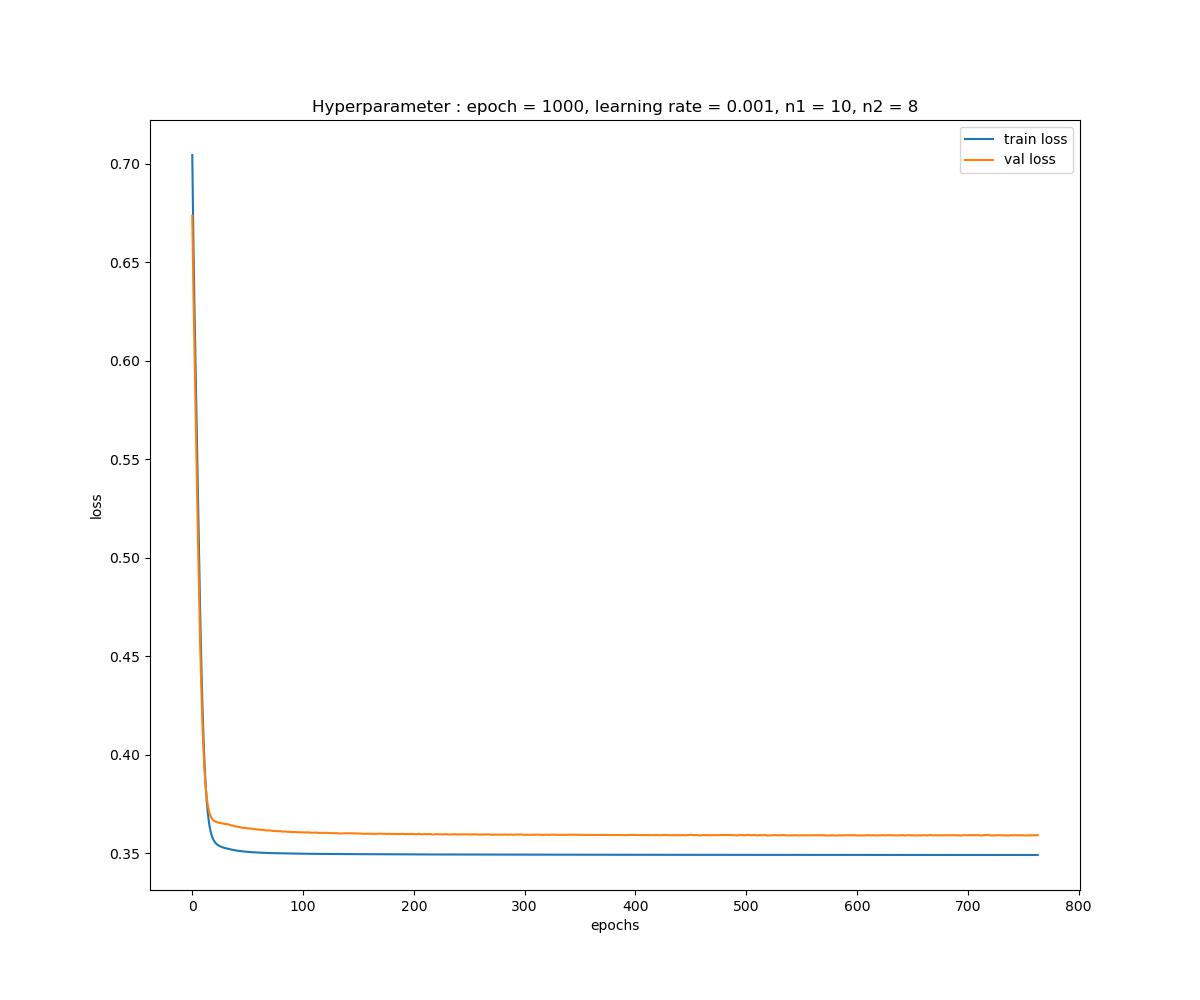 Hyperparameter : epoch = 1000, learning rate = 0.001, n1 = 10, n2 = 8
train loss
val loss
0.70
0.65
0.60
0.55
0.50
0.45
0.40
0.35
loss
0 100 200 300 400 500 600 700 800
epochs